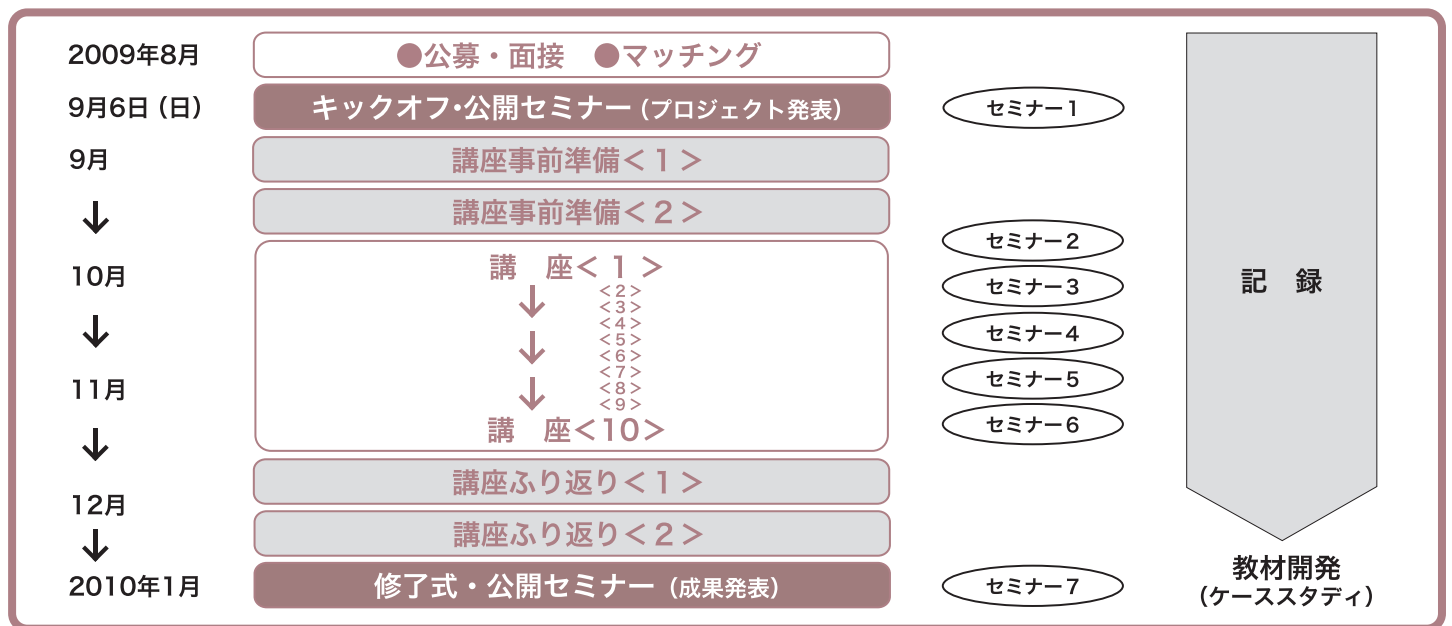 2009年8月
●公募・面接　●マッチング
9月6日（日）
キックオフ・公開セミナー（プロジェクト発表）
セミナー1
9月
講座事前準備＜1＞
↓
講座事前準備＜2＞
セミナー2
10月
講　座＜1＞
＜2＞
セミナー3
↓
＜3＞
＜4＞
↓
セミナー4
＜5＞
↓
＜6＞
＜7＞
セミナー5
11月
↓
＜8＞
＜9＞
講　座＜10＞
セミナー6
↓
記　録
講座ふり返り＜1＞
12月
講座ふり返り＜2＞
↓
2010年1月
修了式・公開セミナー（成果発表）
セミナー7
教材開発
（ケーススタディ）